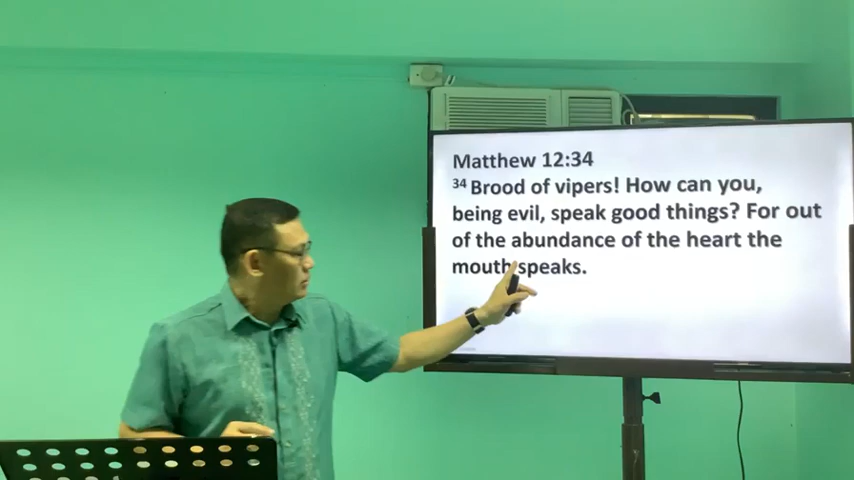 Matthew 12:34
34 Brood of vipers! How can you,
being evil, speak good things? For out
of the abundance of the heart the
mouth speaks.